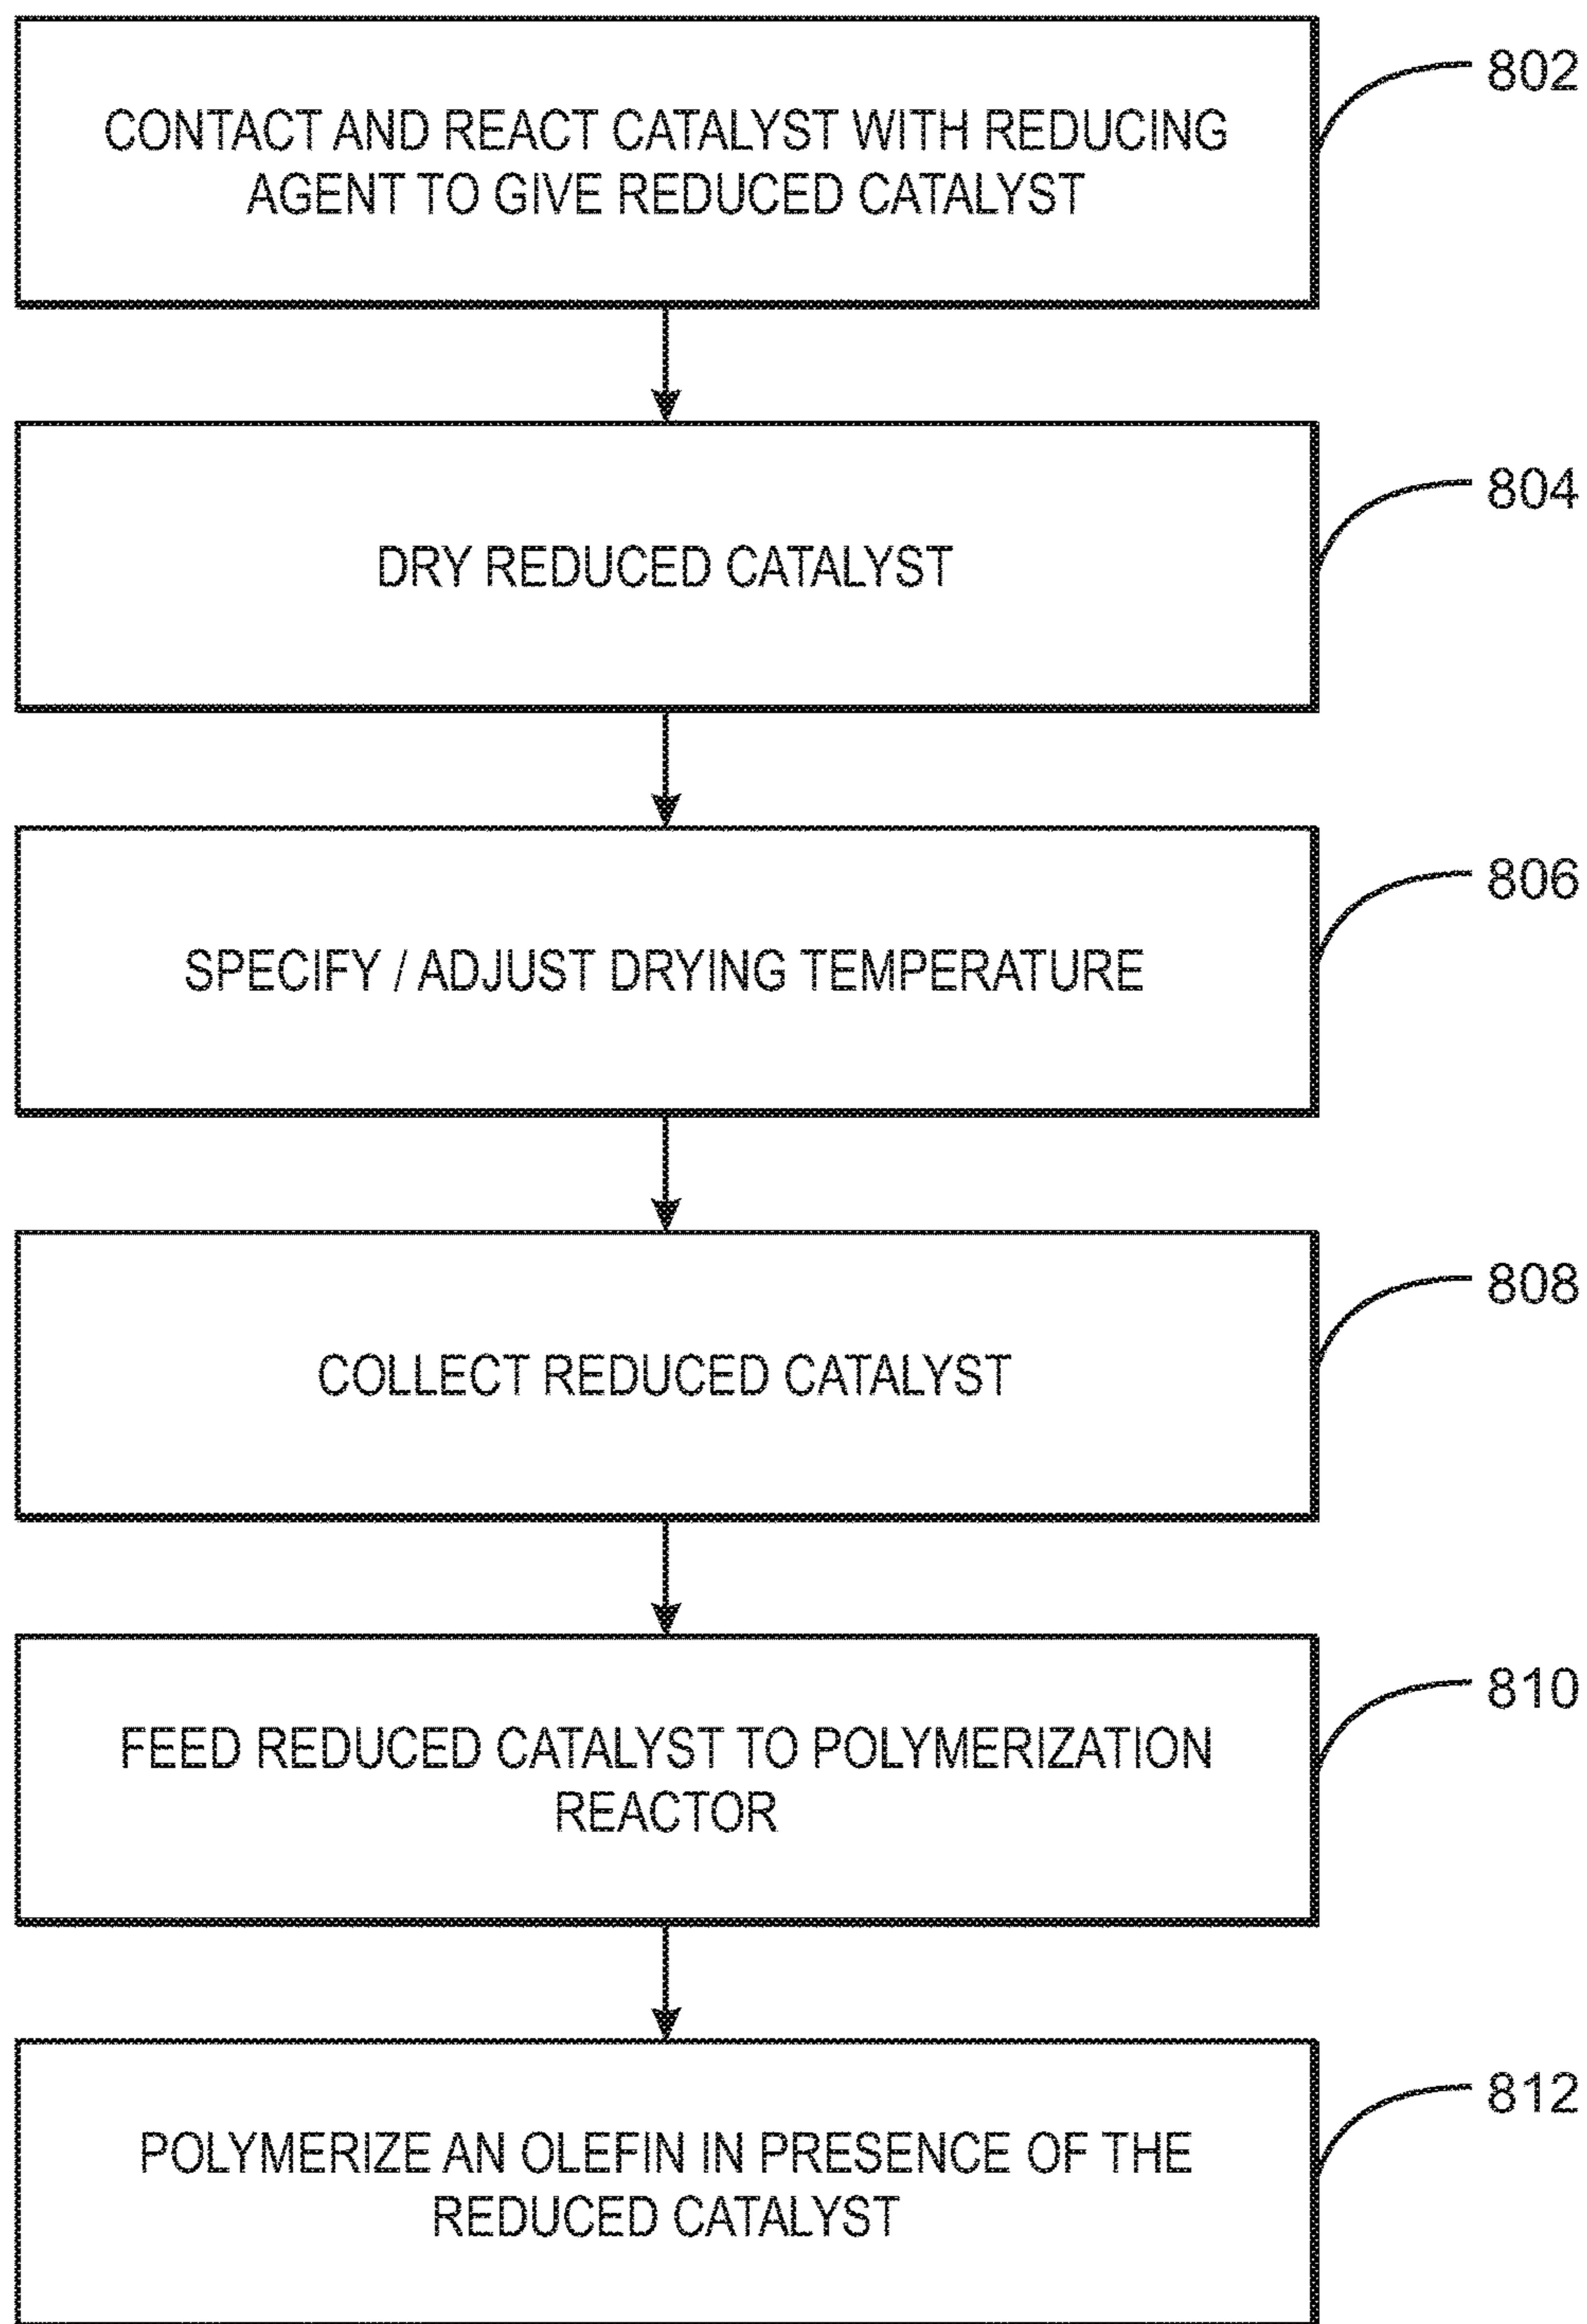 802
CONTACT AND REACT CATALYST WITH REDUCING
AGENT TO GIVE REDUCED CATALYST
804
DRY REDUCED CATALYST
806
SPECIFY / ADJUST DRYING TEMPERATURE
808
COLLECT REDUCED CATALYST
810
FEED REDUCED CATALYST TO POLYMERIZATION
REACTOR
812
POLYMERIZE AN OLEFIN IN PRESENCE OF THE
REDUCED CATALYST